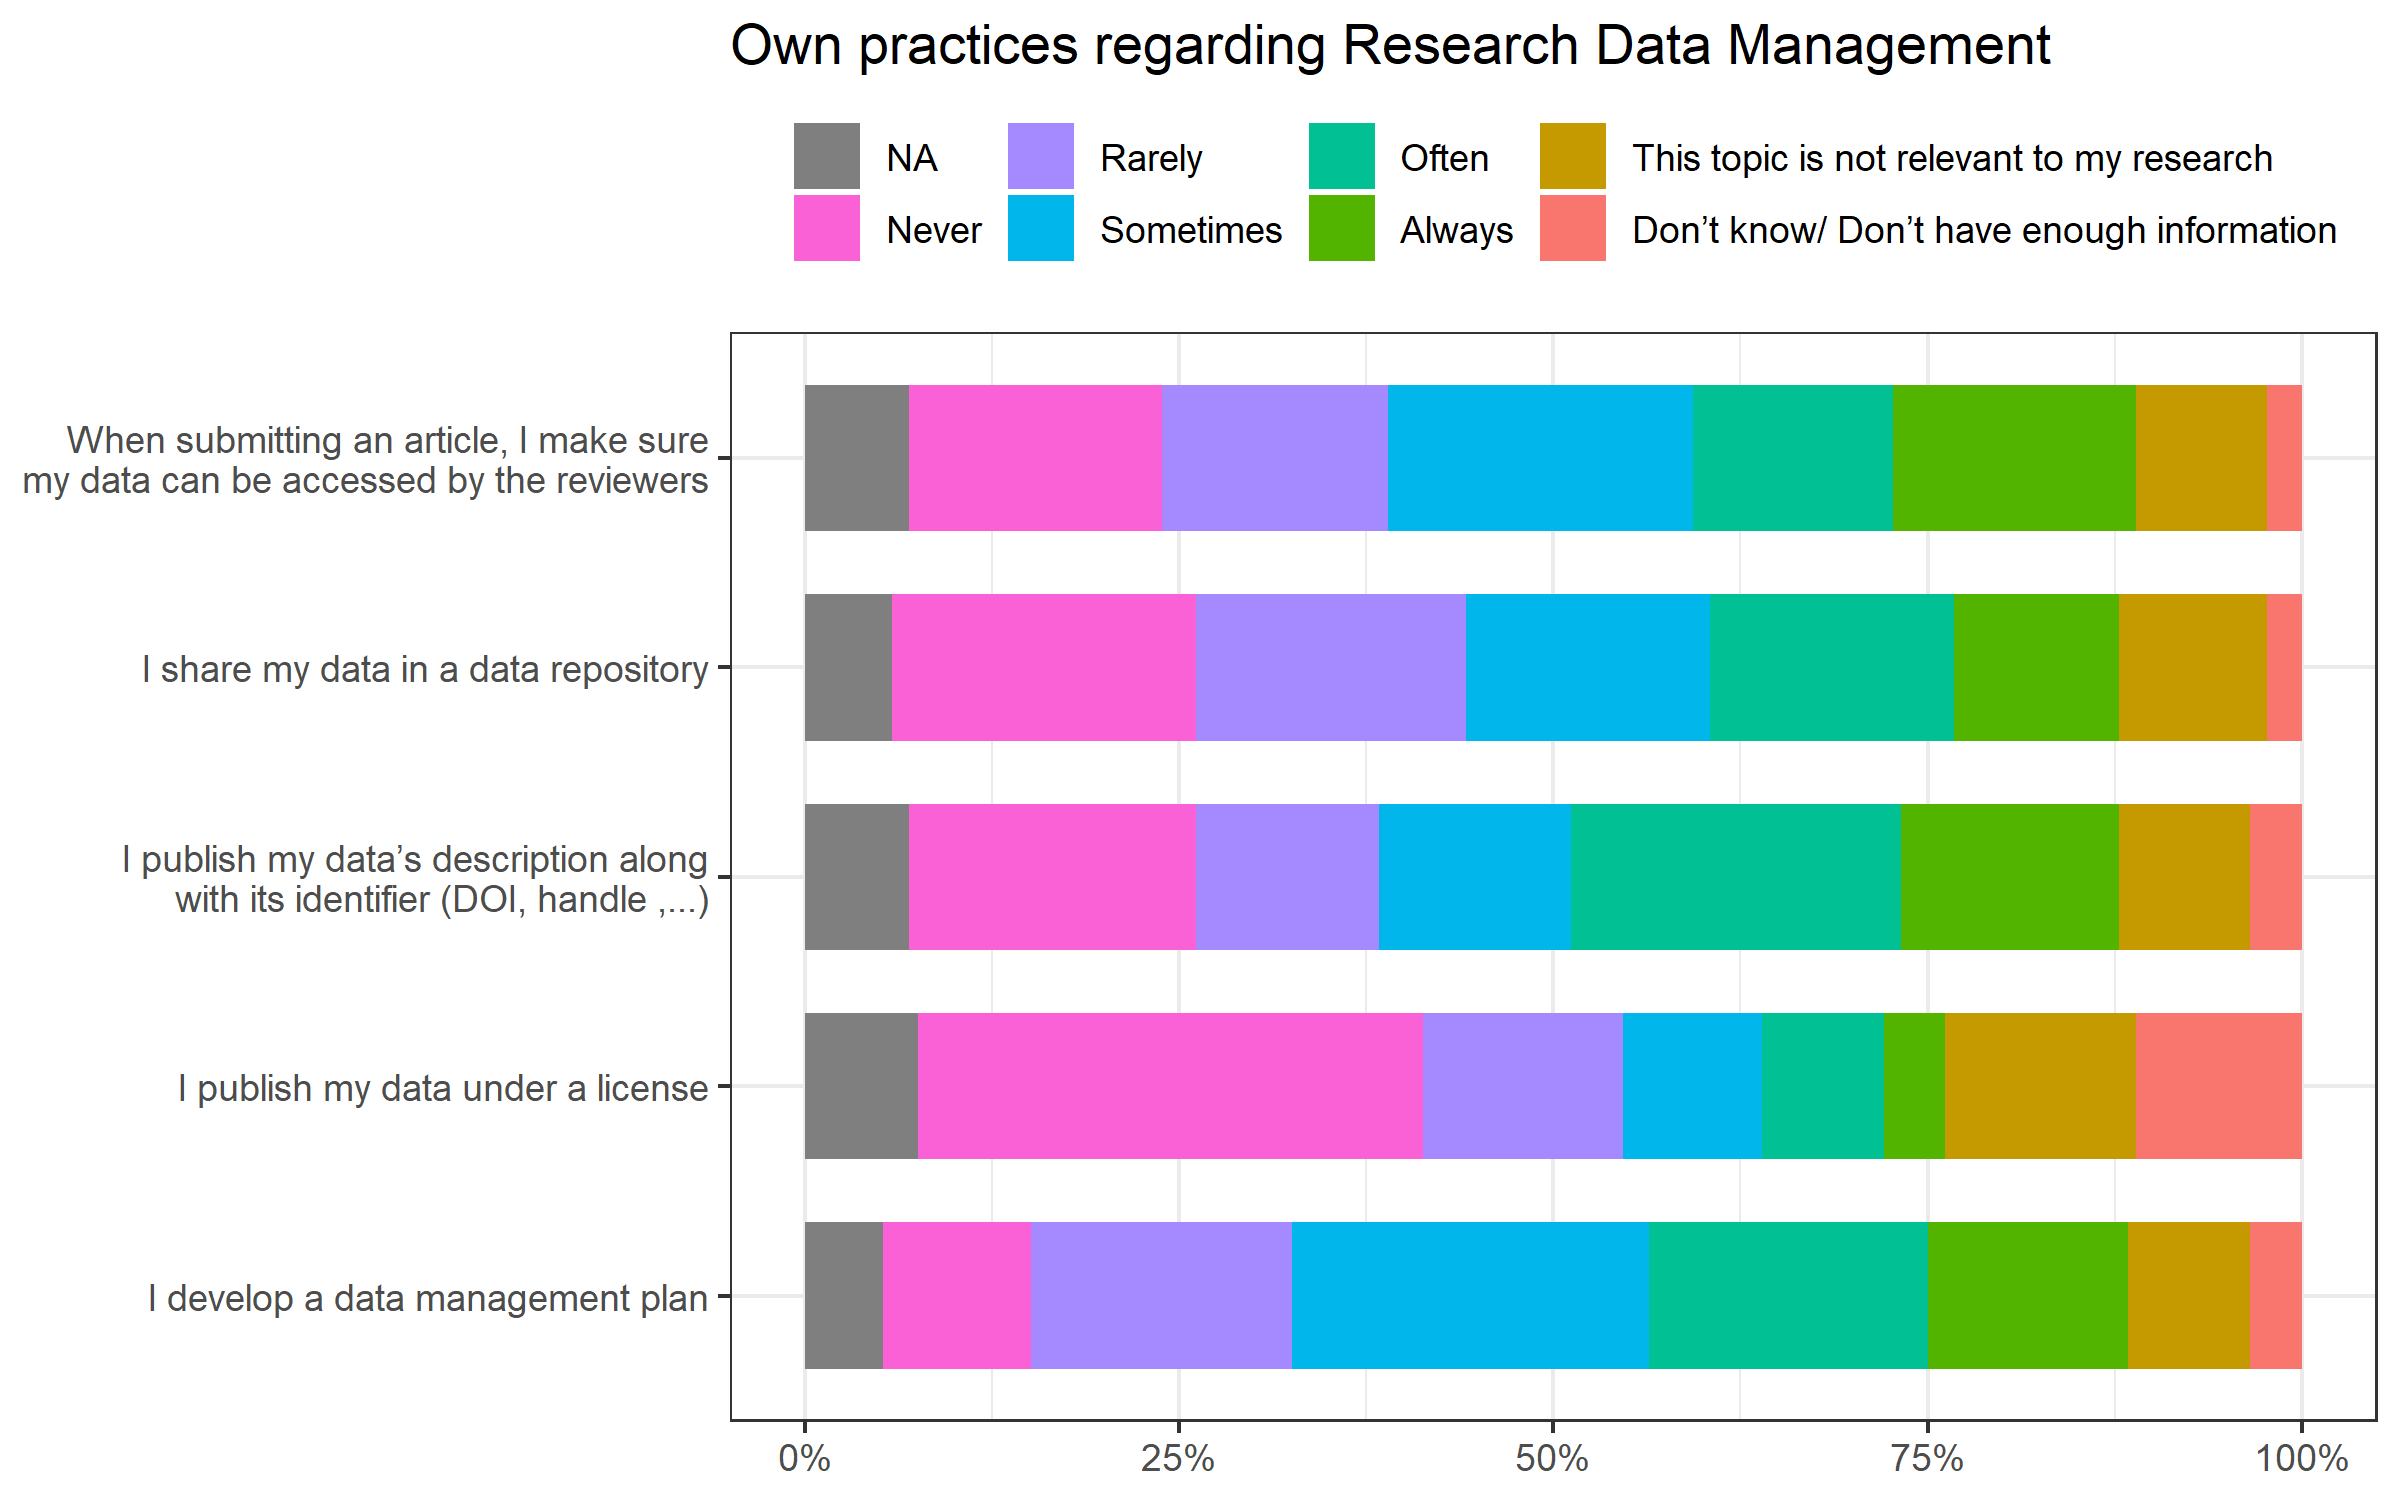 Own practices regarding Research Data Management
NA
Rarely
Often
This topic is not relevant to my research
Never
Sometimes
Always
Don’t know/ Don’t have enough information
When submitting an article, I make sure
my data can be accessed by the reviewers
I share my data in a data repository
I publish my data’s description along
with its identifier (DOI, handle ,...)
I publish my data under a license
I develop a data management plan
0%
25%
50%
75%
100%